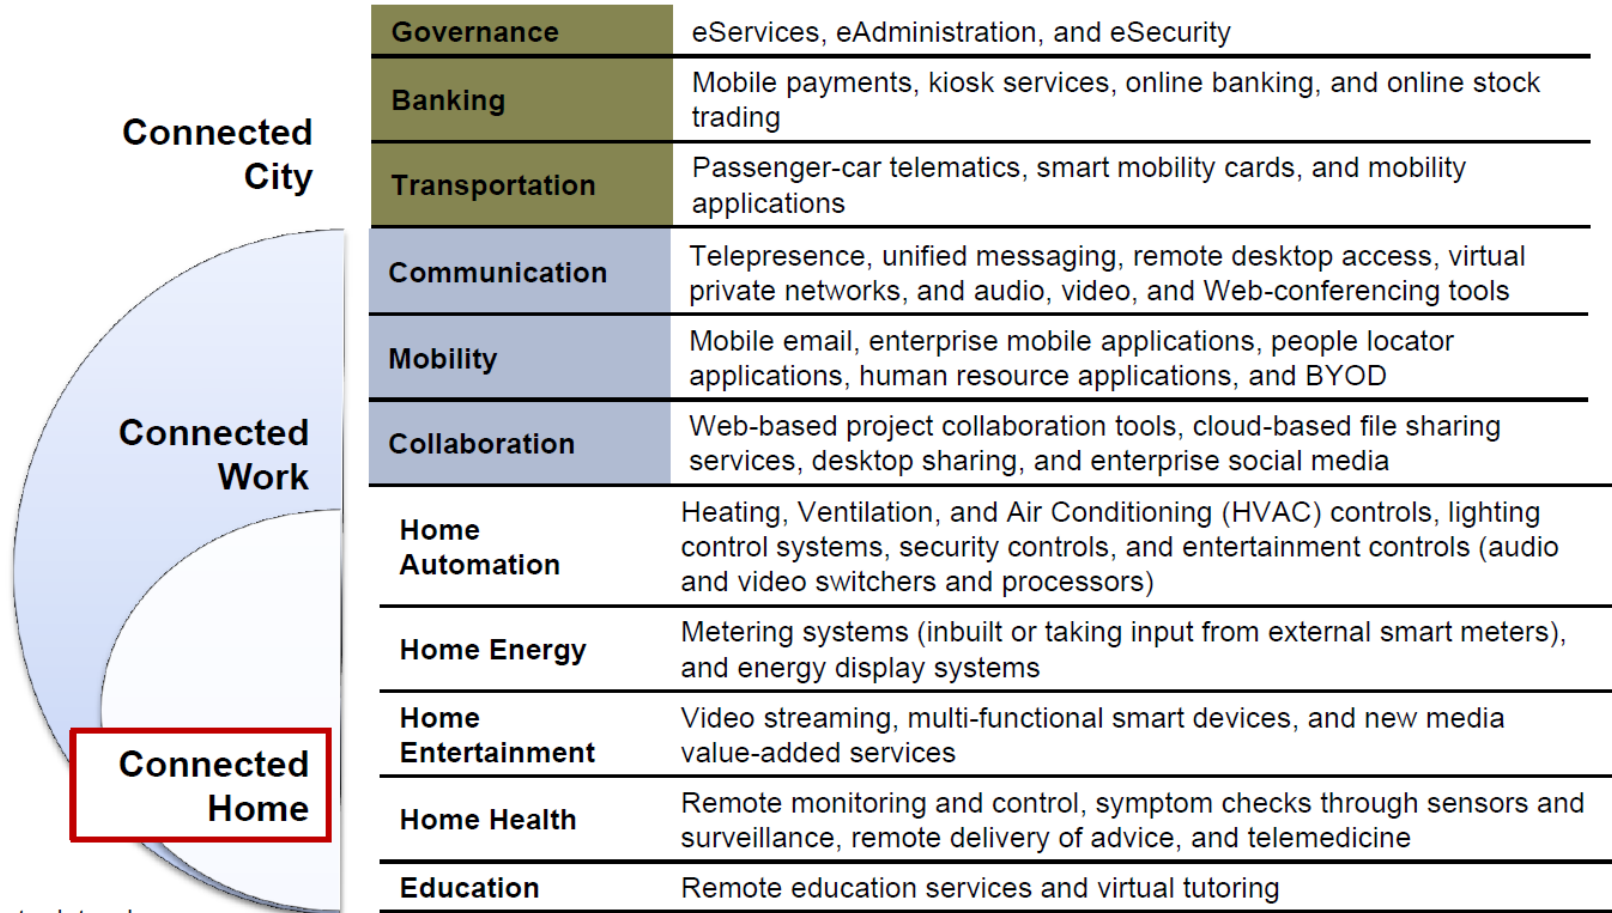 Governance
eServices, eAdministration, and eSecurity
Banking
Mobile payments, kiosk services, online banking, and online stock
trading
Connected
City
Transportation
Passenger-car telematics, smart mobility cards, and mobility
applications
Communication
Telepresence, unified messaging, remote desktop access, virtual
private networks, and audio, video, and Web-conferencing tools
Mobility
Mobile email, enterprise mobile applications, people locator
applications, human resource applications, and BYOD
Connected
Work
Collaboration
Web-based project collaboration tools, cloud-based file sharing
services, desktop sharing, and enterprise social media
Home
Automation
Heating, Ventilation, and Air Conditioning (HVAC) controls, lighting
control systems, security controls, and entertainment controls (audio
and video switchers and processors)
Home Energy
Metering systems (inbuilt or taking input from external smart meters),
and energy display systems
Home
Entertainment
Video streaming, multi-functional smart devices, and new media
value-added services
Connected
Home
Home Health
Remote monitoring and control, symptom checks through sensors and
surveillance, remote delivery of advice, and telemedicine
Education
Remote education services and virtual tutoring